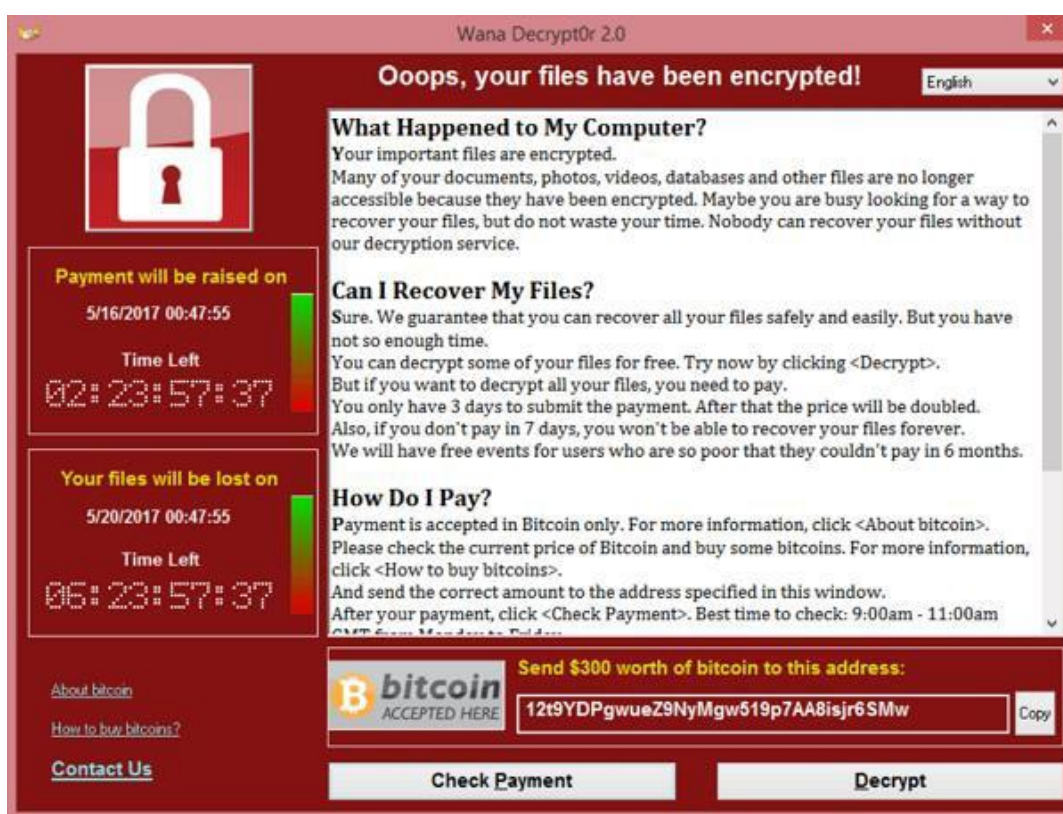 Wana Decrypt0r 2.0
Ooops, your files have been encrypted!
English
What Happened to My Computer?
Your important files are encrypted.
Many of your documents, photos, videos, databases and other files are no longer
accessible because they have been encrypted. Maybe you are busy looking for a way to
recover your files, but do not waste your time. Nobody can recover your files without
our decryption service.
Can I Recover My Files?
Sure. We guarantee that you can recover all your files safely and easily. But you have
not so enough time.
You can decrypt some of your files for free. Try now by clicking <Decrypt>.
But if you want to decrypt all your files, you need to pay.
You only have 3 days to submit the payment. After that the price will be doubled.
Also, if you don't pay in 7 days, you won't be able to recover your files forever.
We will have free events for users who are so poor that they couldn't pay in 6 months.
How Do I Pay?
Payment is accepted in Bitcoin only. For more information, click <About bitcoin>.
Please check the current price of Bitcoin and buy some bitcoins. For more information,
click <How to buy bitcoins>.
And send the correct amount to the address specified in this window.
After your payment, click <Check Payment>. Best time to check: 9:00am - 11:00am
GMT from Monday to Friday.
Payment will be raised on
5/16/2017 00:47:55
Time Left
02:23:57:37
Your files will be lost on
5/20/2017 00:47:55
Time Left
06:23:57:37
About bitcoin
How to buy bitcoins?
Contact Us
bitcoin
ACCEPTED HERE
Send $300 worth of bitcoin to this address:
12t9YDPgwueZ9NyMgw519p7AA8isjr6SMw
Copy
Check Payment
Decrypt